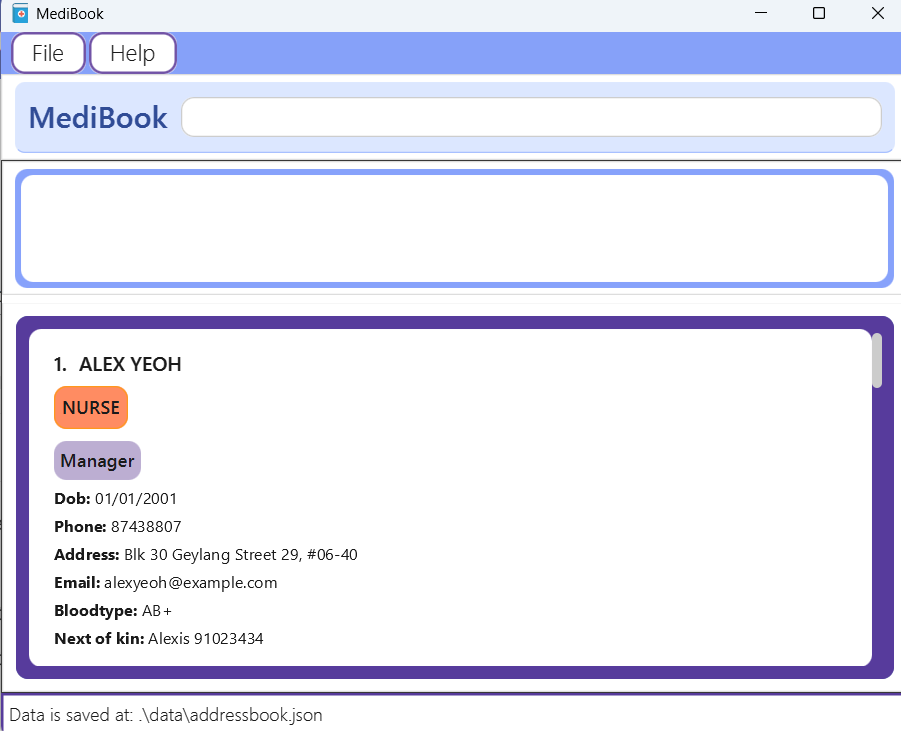 MediBook
File Help
MediBook
1. ALEX YEOH
NURSE
Manager
Dob: 01/01/2001
Phone: 87438807
Address: Blk 30 Geylang Street 29, #06-40
Email: alexyeoh@example.com
Bloodtype: AB+
Next of kin: Alexis 91023434
Data is saved at: .\data\addressbook.json